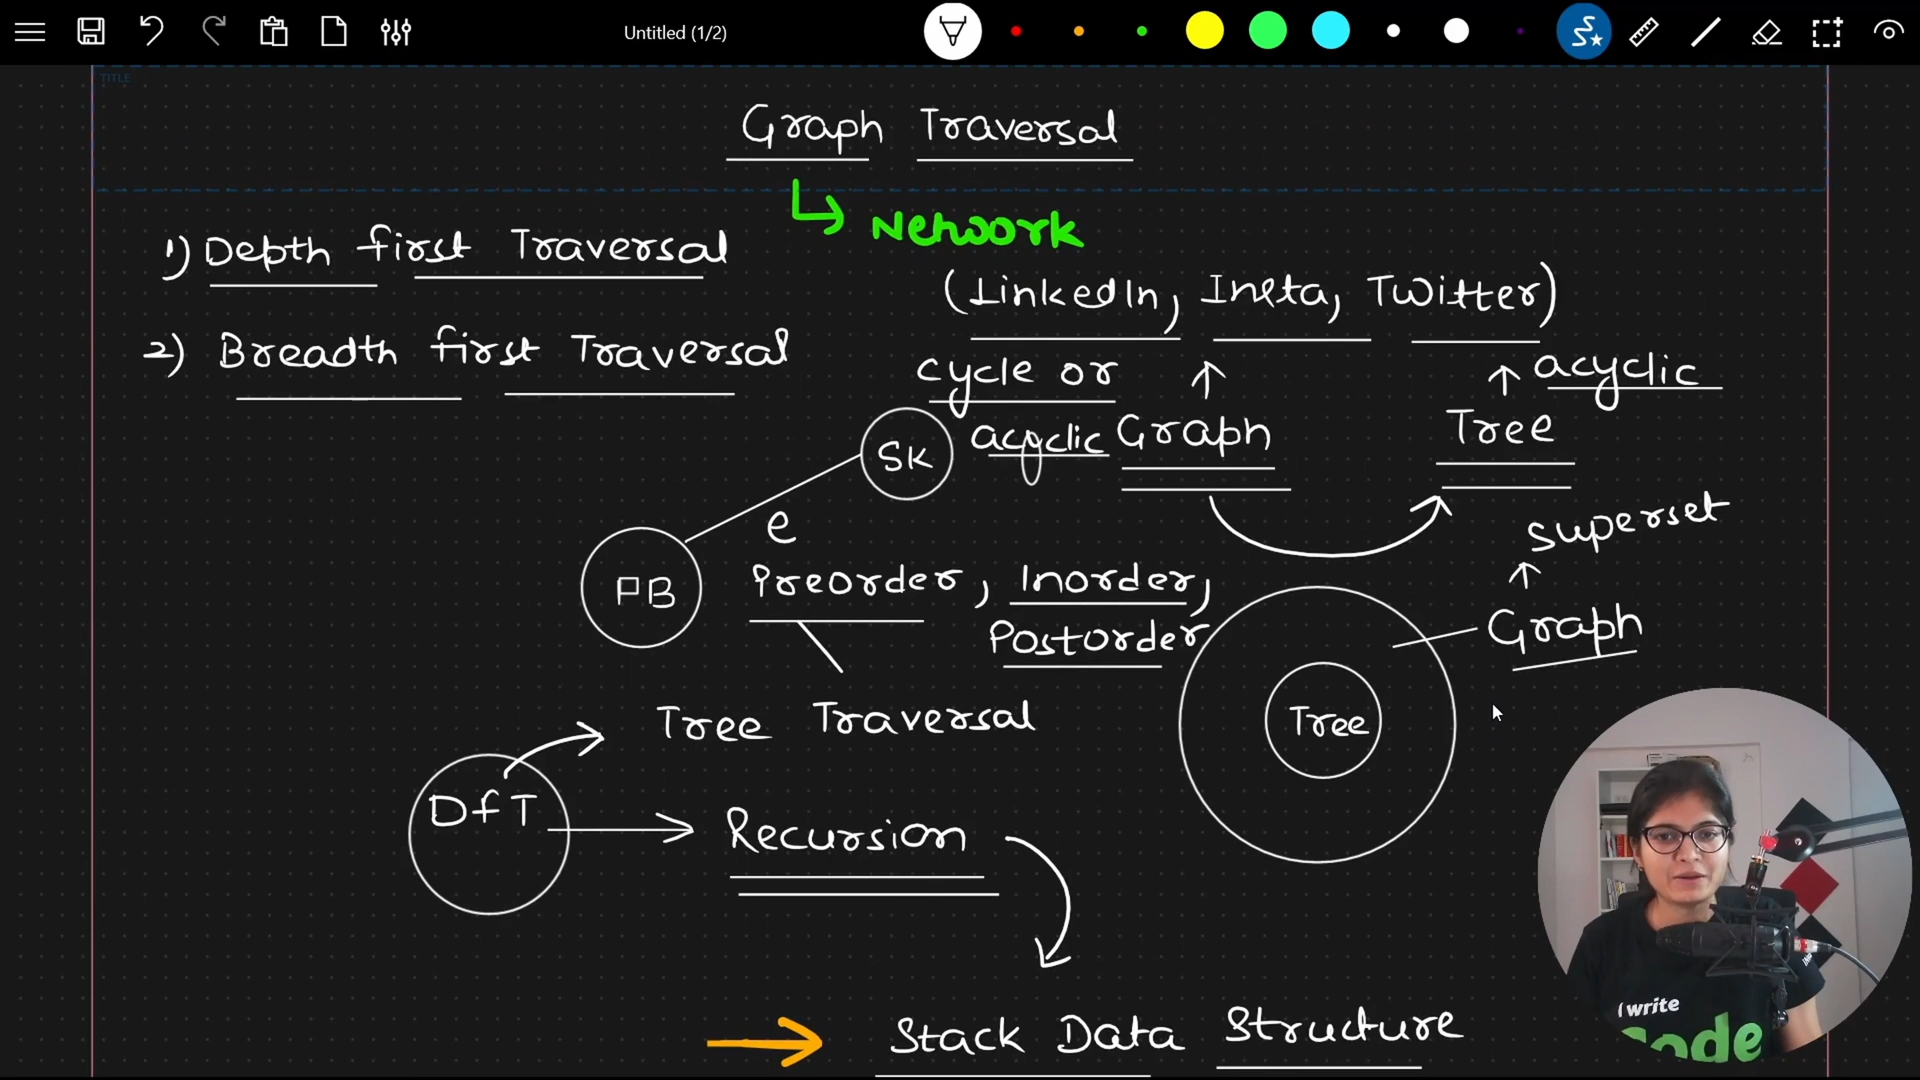 Untitled (1/2)
TITLE
Graph Traversal
Network
1) Depth first Traversal
(LinkedIn, Insta, Twitter)
2) Breadth first Traversal
cycle or
acyclic
acyclic Graph
Tree
SK
e
superset
PB
Preorder, Inorder,
Postorder
Graph
Tree
Tree Traversal
DfT
Recursion
Stack Data Structure
I write
Code